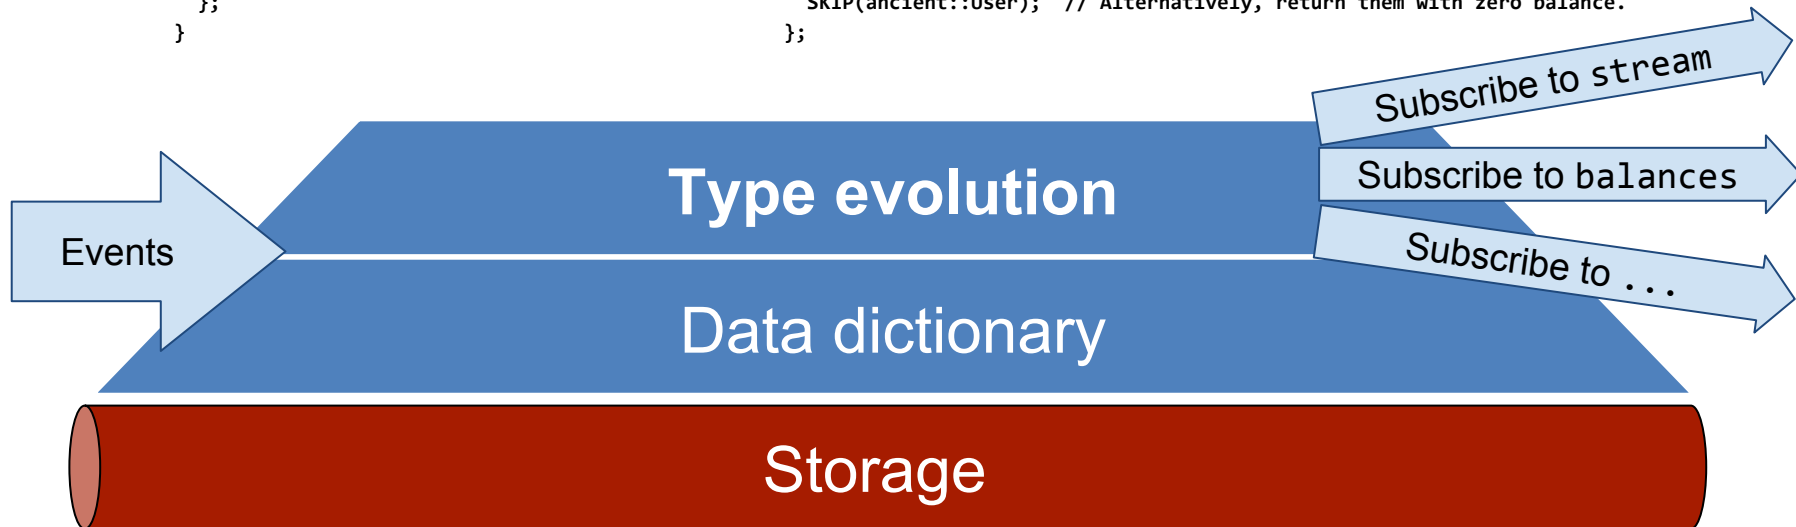 };
SKIP(ancient::User);  // Alternatively, return them with zero balance.
}
};
Subscribe to stream
Type evolution
Subscribe to balances
Events
Subscribe to ...
Data dictionary
Storage